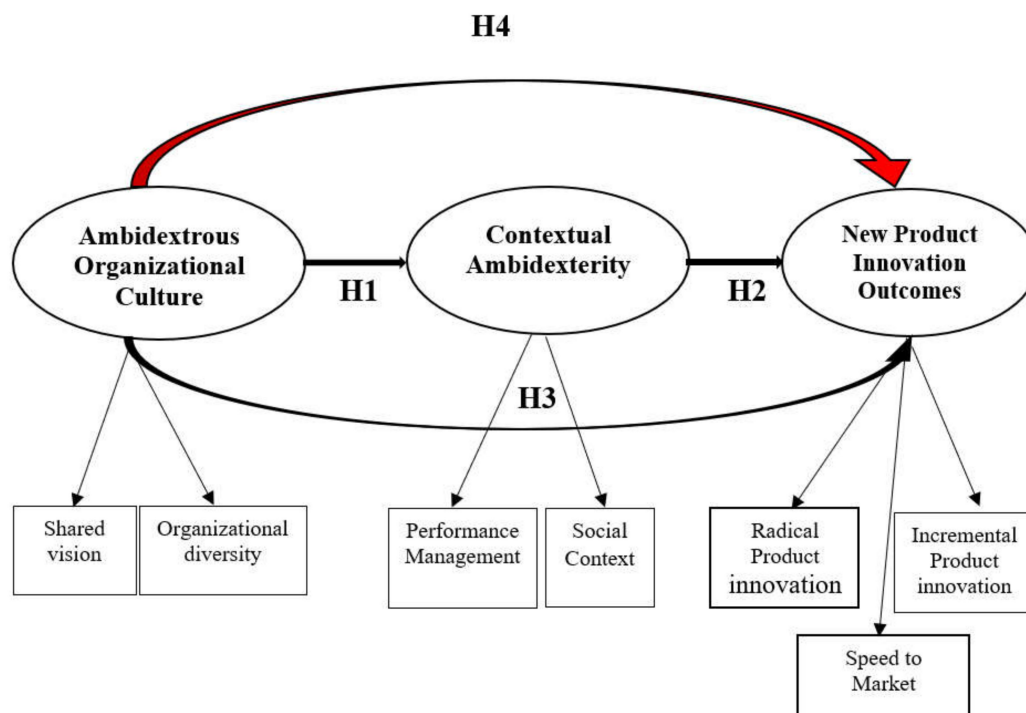 H4
Ambidextrous
Organizational
Culture
H1
Contextual
Ambidexterity
H2
New Product
Innovation
Outcomes
H3
Shared
vision
Organizational
diversity
Performance
Management
Social
Context
Radical
Product
innovation
Incremental
Product
innovation
Speed to
Market